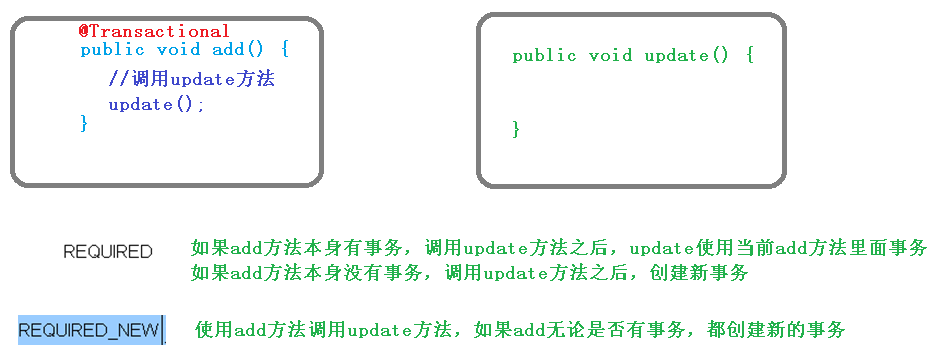 @Transactional
public void add() {
//调用update方法
update();
}
public void update() {
}
REQUIRED
如果add方法本身有事务，调用update方法之后，update使用当前add方法里面事务
如果add方法本身没有事务，调用update方法之后，创建新事务
REQUIRED_NEW
使用add方法调用update方法，如果add无论是否有事务，都创建新的事务